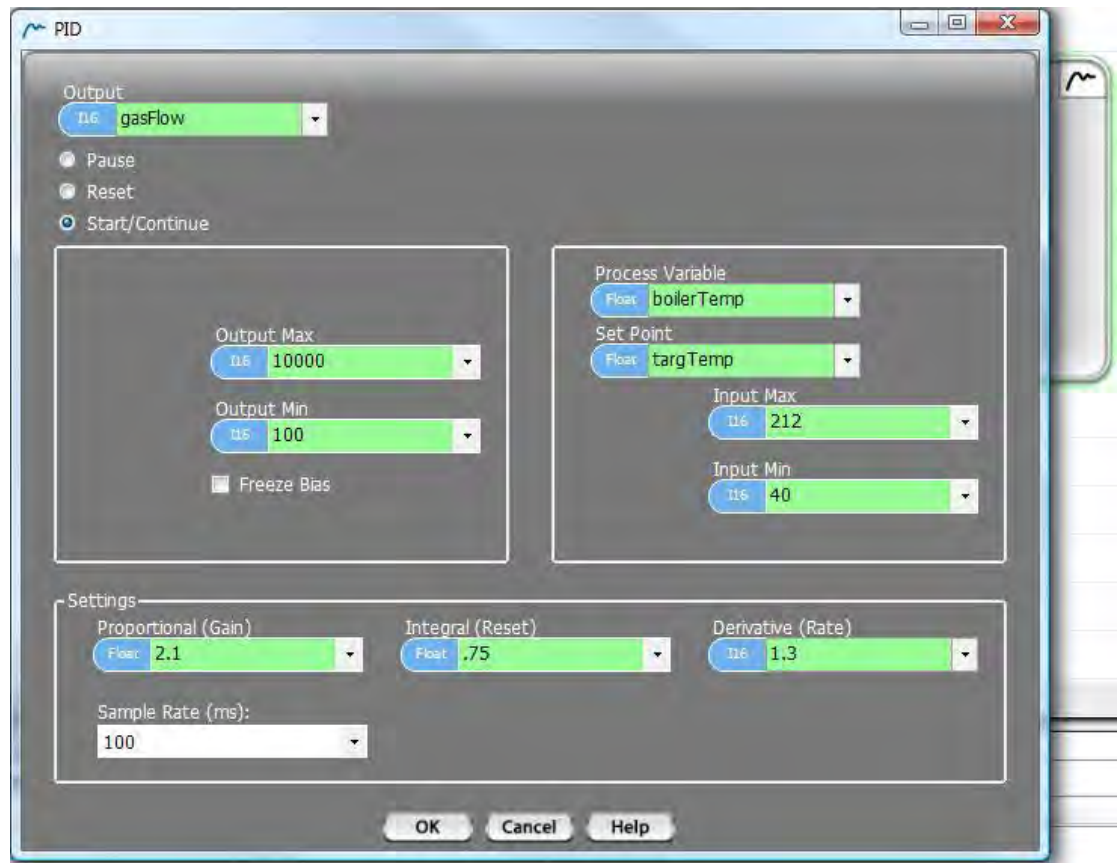 PID
Output
I16 gasFlow
Pause
Reset
Start/Continue
Output Max
I16 10000
Output Min
I16 100
Freeze Bias
Process Variable
Float boilerTemp
Set Point
Float targTemp
Input Max
I16 212
Input Min
I16 40
Settings
Proportional (Gain) Integral (Reset) Derivative (Rate)
Float 2.1 Float .75 I16 1.3
Sample Rate (ms):
100
OK Cancel Help